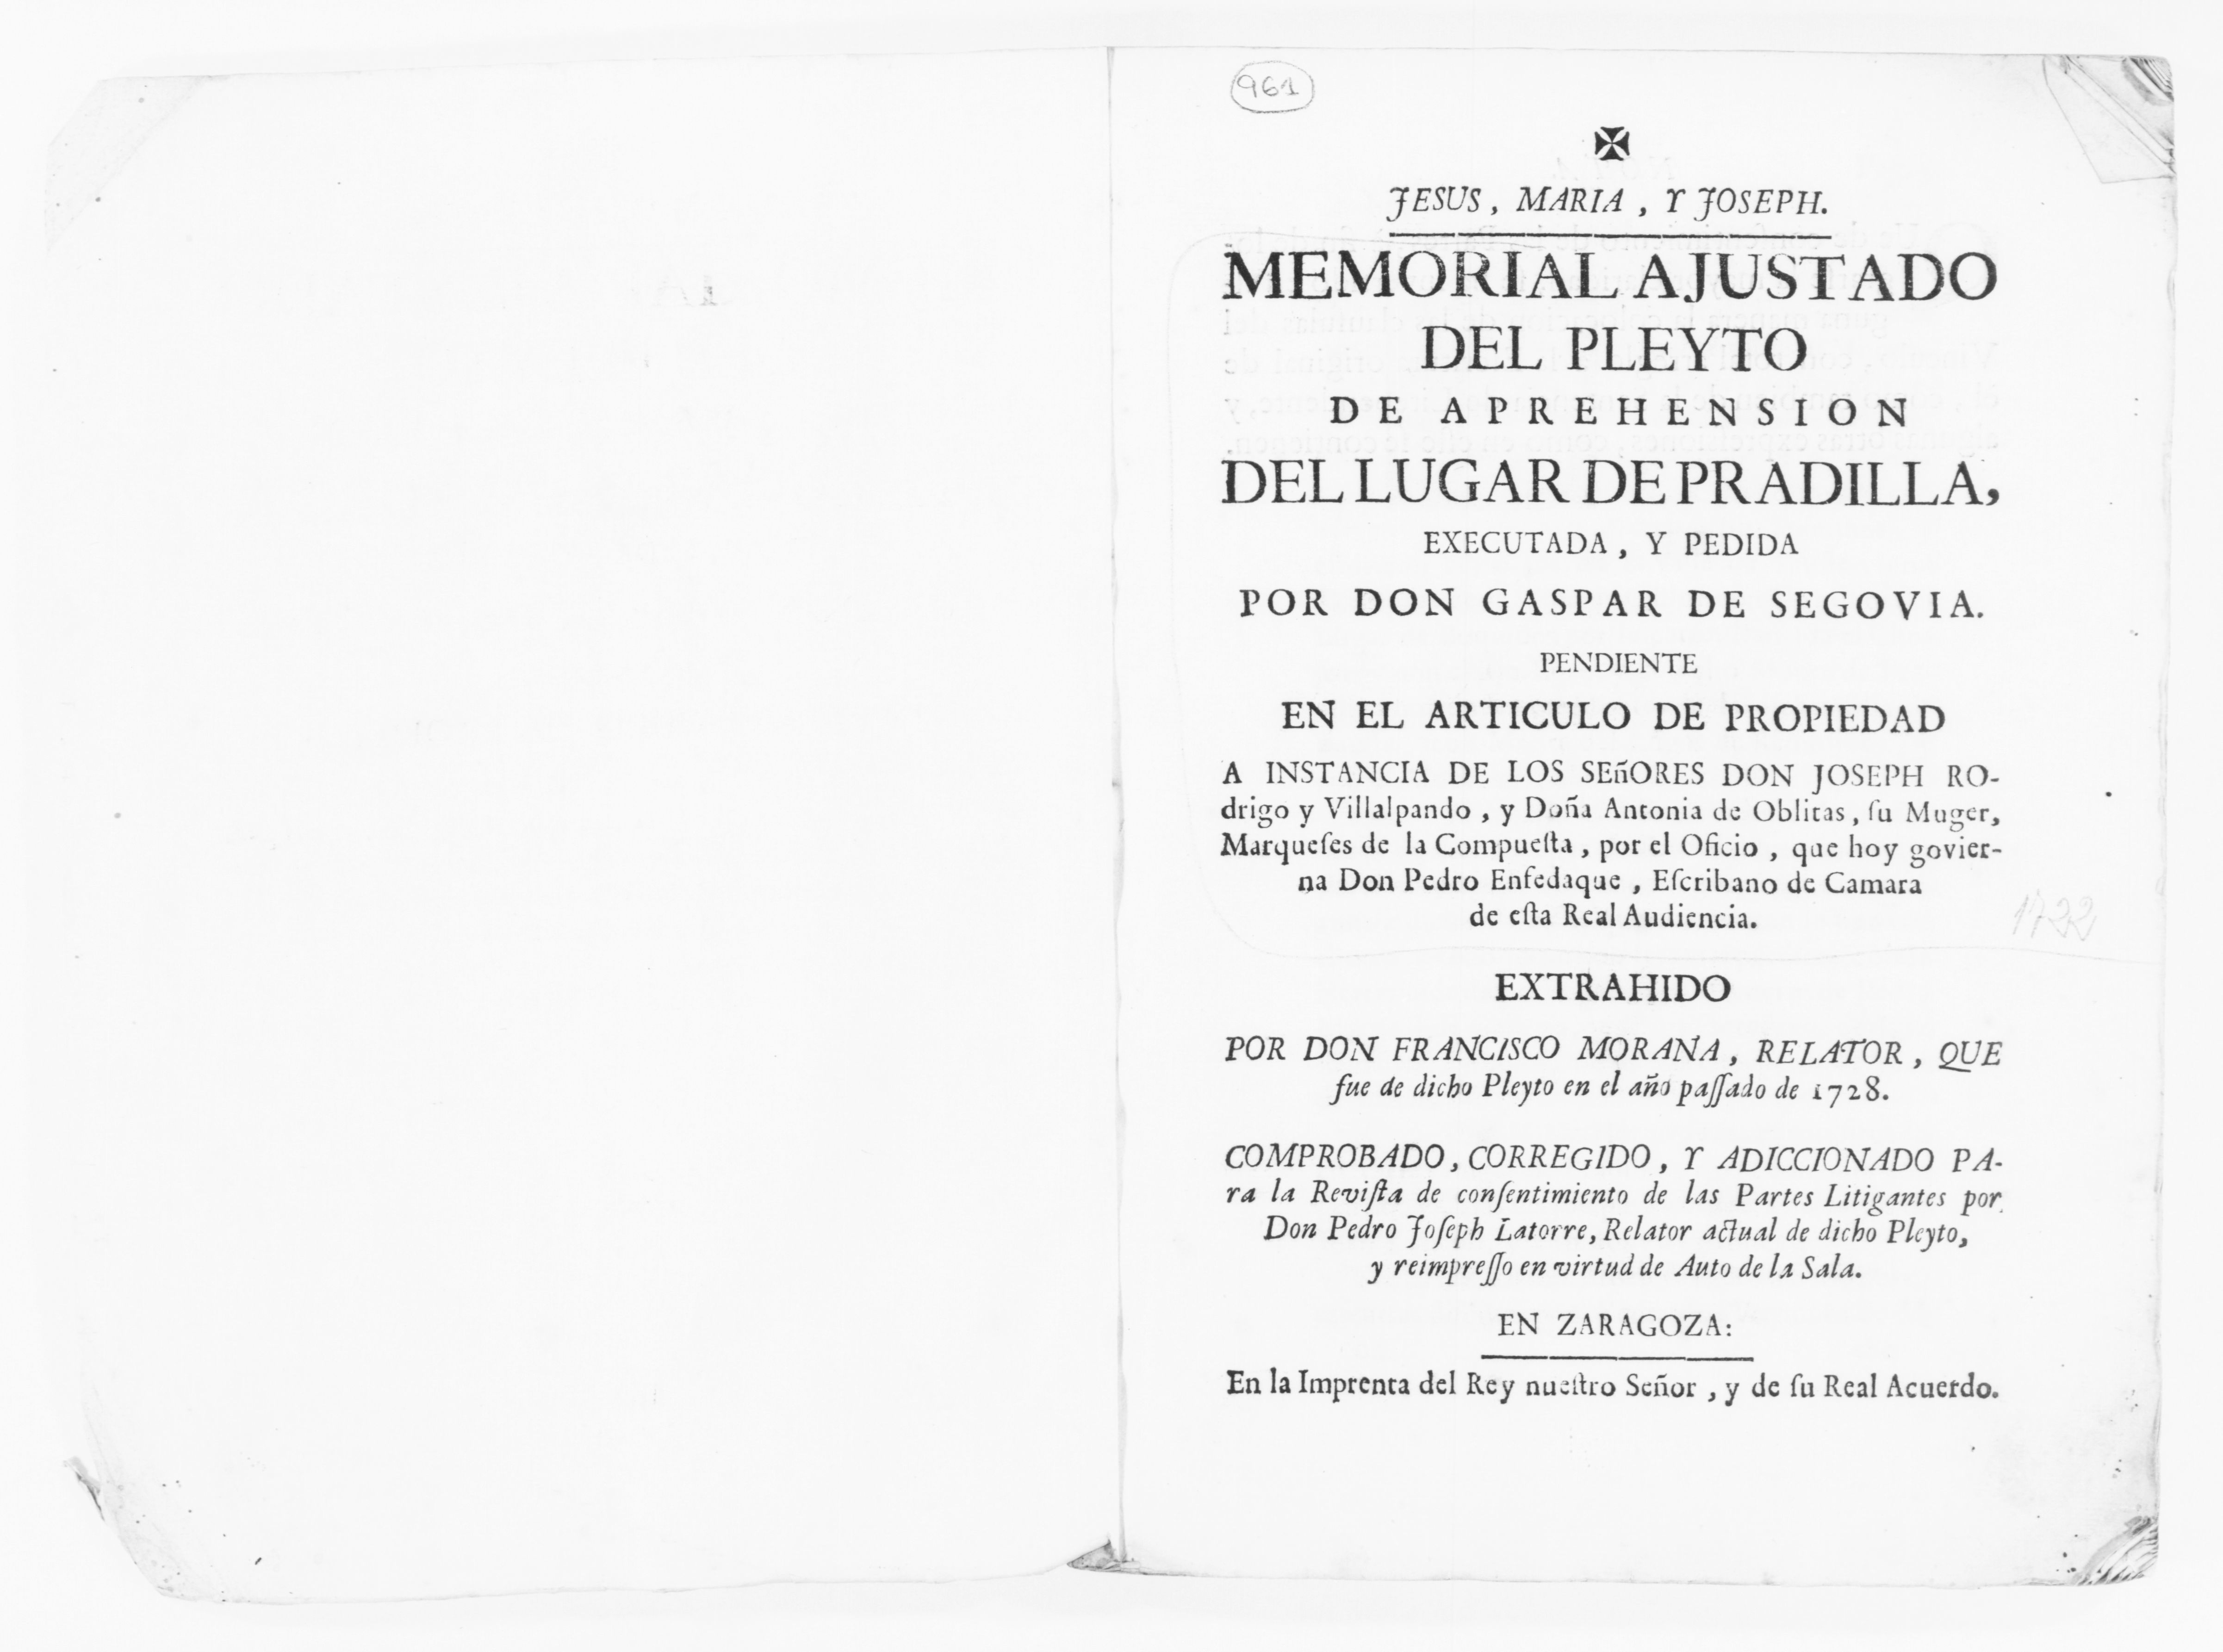 961
✠
JESUS, MARIA, Y JOSEPH.
MEMORIAL AJUSTADO
DEL PLEYTO
DE APREHENSION
DEL LUGAR DE PRADILLA,
EXECUTADA, Y PEDIDA
POR DON GASPAR DE SEGOVIA.
PENDIENTE
EN EL ARTICULO DE PROPIEDAD
A INSTANCIA DE LOS SEñORES DON JOSEPH RO-
drigo y Villalpando, y Doña Antonia de Oblitas, ſu Muger,
Marqueſes de la Compueſta, por el Oficio, que hoy govier-
na Don Pedro Enfedaque, Eſcribano de Camara
de eſta Real Audiencia.
1722
EXTRAHIDO
POR DON FRANCISCO MORANA, RELATOR, QUE
fue de dicho Pleyto en el año paſſado de 1728.
COMPROBADO, CORREGIDO, Y ADICCIONADO PA-
ra la Reviſta de conſentimiento de las Partes Litigantes por
Don Pedro Joſeph Latorre, Relator actual de dicho Pleyto,
y reimpreſſo en virtud de Auto de la Sala.
EN ZARAGOZA:
En la Imprenta del Rey nueſtro Señor, y de ſu Real Acuerdo.